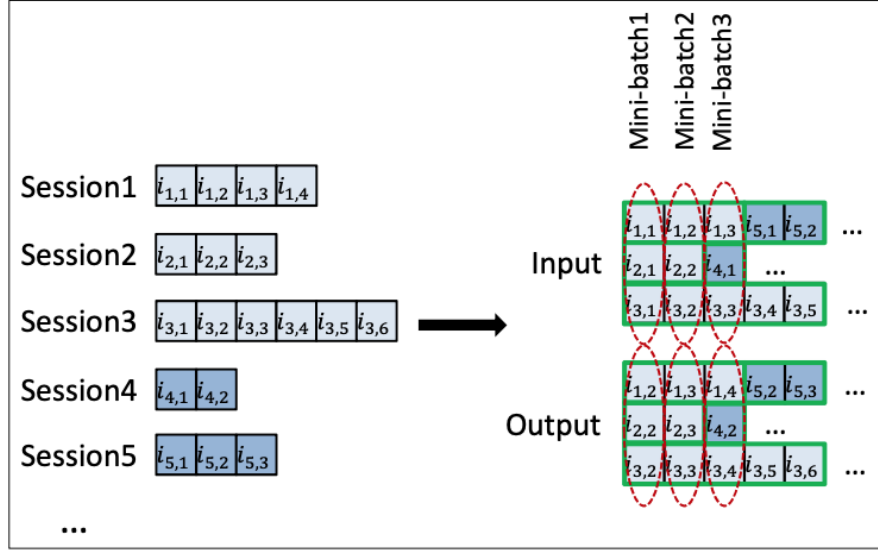 Mini-batch1
Mini-batch2
Mini-batch3
Session1 i1,1 i1,2 i1,3 i1,4
Session2 i2,1 i2,2 i2,3
Session3 i3,1 i3,2 i3,3 i3,4 i3,5 i3,6
Session4 i4,1 i4,2
Session5 i5,1 i5,2 i5,3
...
Input
i1,1 i1,2 i1,3 i5,1 i5,2 ...
i2,1 i2,2 i4,1 ...
i3,1 i3,2 i3,3 i3,4 i3,5 ...
Output
i1,2 i1,3 i1,4 i5,2 i5,3 ...
i2,2 i2,3 i4,2 ...
i3,2 i3,3 i3,4 i3,5 i3,6 ...